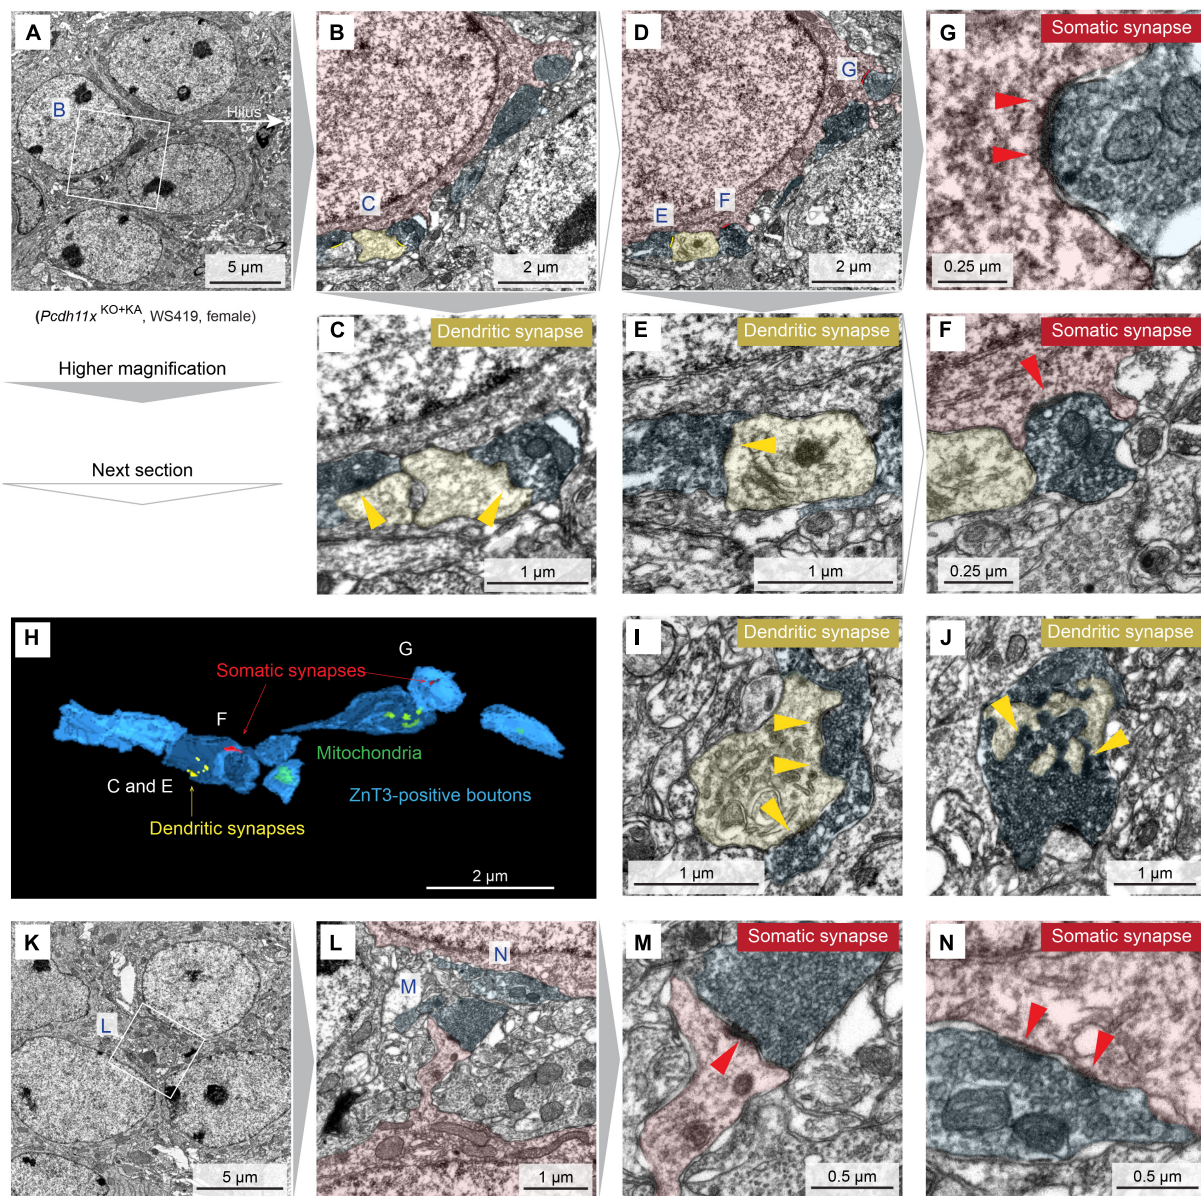 A
B
Hilus
5 µm
B
C
2 µm
D
G
E
F
2 µm
G
Somatic synapse
0.25 µm
(Pcdh11x KO+KA, WS419, female)
Higher magnification
Next section
C
Dendritic synapse
1 µm
E
Dendritic synapse
1 µm
F
Somatic synapse
0.25 µm
H
G
Somatic synapses
F
Mitochondria
C and E
ZnT3-positive boutons
Dendritic synapses
2 µm
I
Dendritic synapse
1 µm
J
Dendritic synapse
1 µm
K
L
5 µm
L
N
M
1 µm
M
Somatic synapse
0.5 µm
N
Somatic synapse
0.5 µm